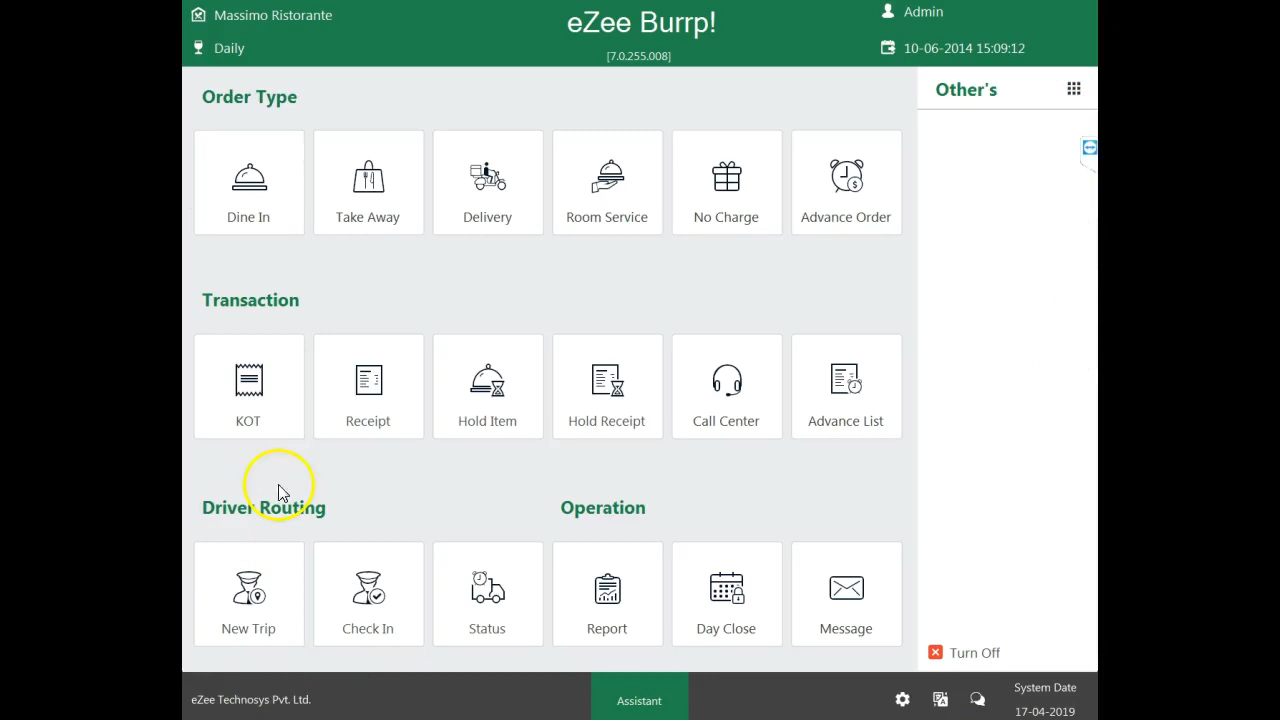 Massimo Ristorante
eZee Burrp!
Admin
Daily
[7.0.255.008]
10-06-2014 15:09:12
Order Type
Other's
Dine In
Take Away
Delivery
Room Service
No Charge
Advance Order
Transaction
KOT
Receipt
Hold Item
Hold Receipt
Call Center
Advance List
Driver Routing
Operation
New Trip
Check In
Status
Report
Day Close
Message
Turn Off
eZee Technosys Pvt. Ltd.
Assistant
System Date
17-04-2019